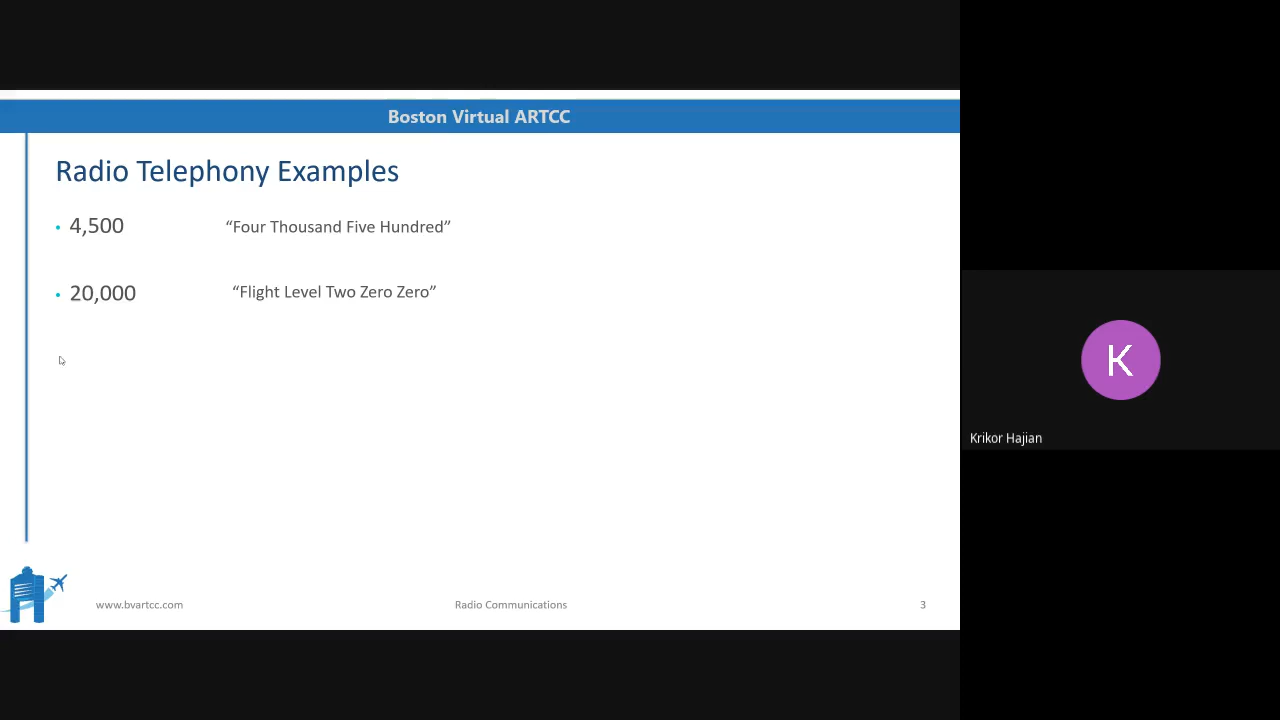 Boston Virtual ARTCC
Radio Telephony Examples
• 4,500 “Four Thousand Five Hundred”
• 20,000 “Flight Level Two Zero Zero”
K
Krikor Hajian
www.bvartcc.com Radio Communications 3